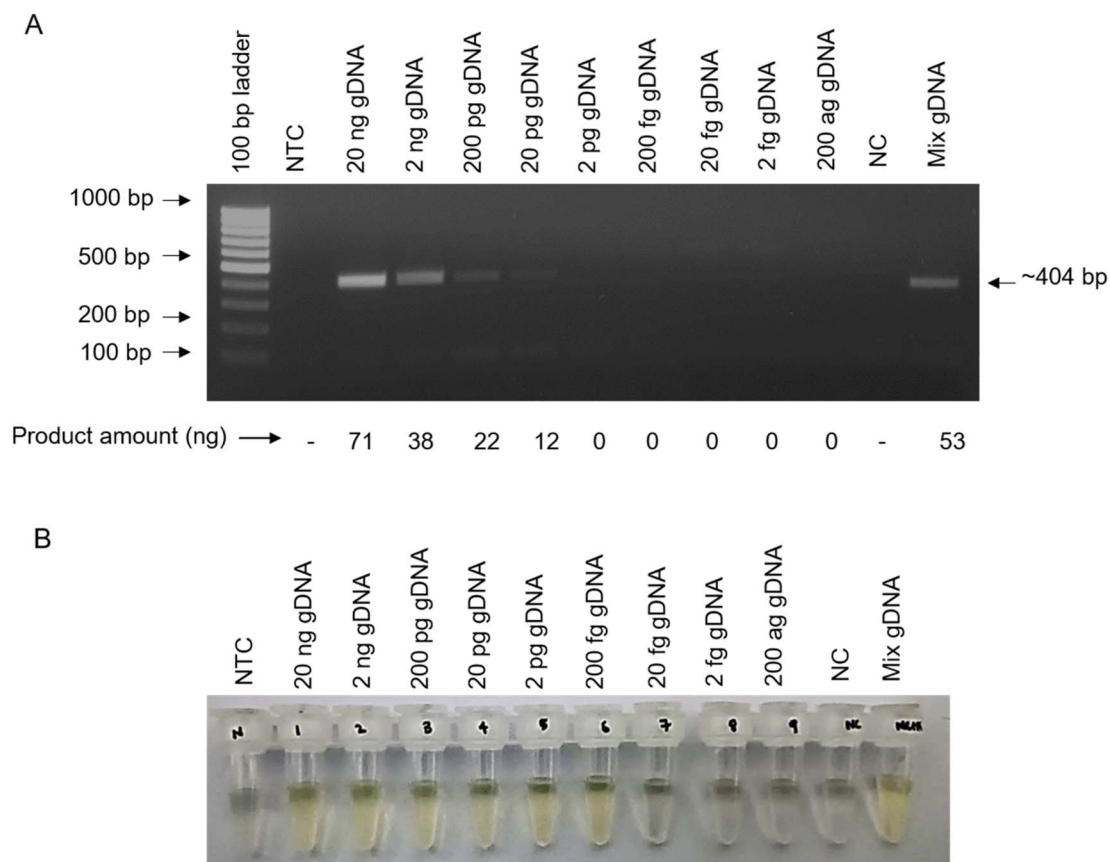 A
100 bp ladder
NTC
20 ng gDNA
2 ng gDNA
200 pg gDNA
20 pg gDNA
2 pg gDNA
200 fg gDNA
20 fg gDNA
2 fg gDNA
200 ag gDNA
NC
Mix gDNA
1000 bp
500 bp
200 bp
100 bp
~404 bp
Product amount (ng) - 71 38 22 12 0 0 0 0 0 - 53
B
NTC
20 ng gDNA
2 ng gDNA
200 pg gDNA
20 pg gDNA
2 pg gDNA
200 fg gDNA
20 fg gDNA
2 fg gDNA
200 ag gDNA
NC
Mix gDNA
N 1 2 3 4 5 6 7 8 9 NC